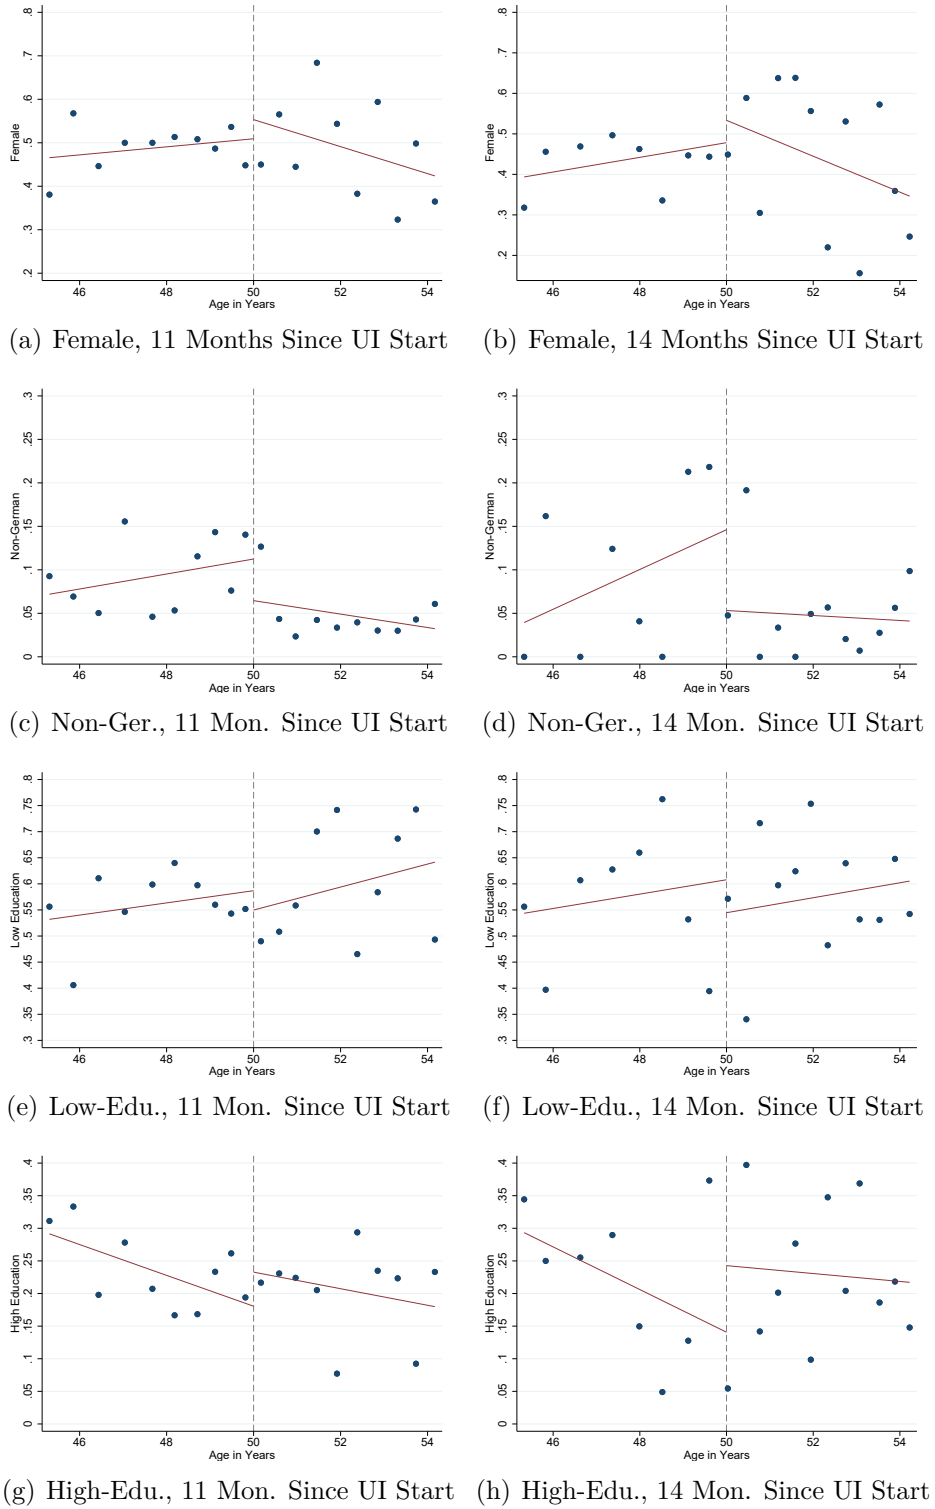 .8
.7
.6
.5
.4
.3
.2
Female
46 48 50 52 54
Age in Years
(a) Female, 11 Months Since UI Start
.8
.7
.6
.5
.4
.3
.2
Female
46 48 50 52 54
Age in Years
(b) Female, 14 Months Since UI Start
.3
.25
.2
.15
.1
.05
0
Non-German
46 48 50 52 54
Age in Years
(c) Non-Ger., 11 Mon. Since UI Start
.3
.25
.2
.15
.1
.05
0
Non-German
46 48 50 52 54
Age in Years
(d) Non-Ger., 14 Mon. Since UI Start
.8
.75
.7
.65
.6
.55
.5
.45
.4
.35
.3
Low Education
46 48 50 52 54
Age in Years
(e) Low-Edu., 11 Mon. Since UI Start
.8
.75
.7
.65
.6
.55
.5
.45
.4
.35
.3
Low Education
46 48 50 52 54
Age in Years
(f) Low-Edu., 14 Mon. Since UI Start
.4
.35
.3
.25
.2
.15
.1
.05
0
High Education
46 48 50 52 54
Age in Years
(g) High-Edu., 11 Mon. Since UI Start
.4
.35
.3
.25
.2
.15
.1
.05
0
High Education
46 48 50 52 54
Age in Years
(h) High-Edu., 14 Mon. Since UI Start